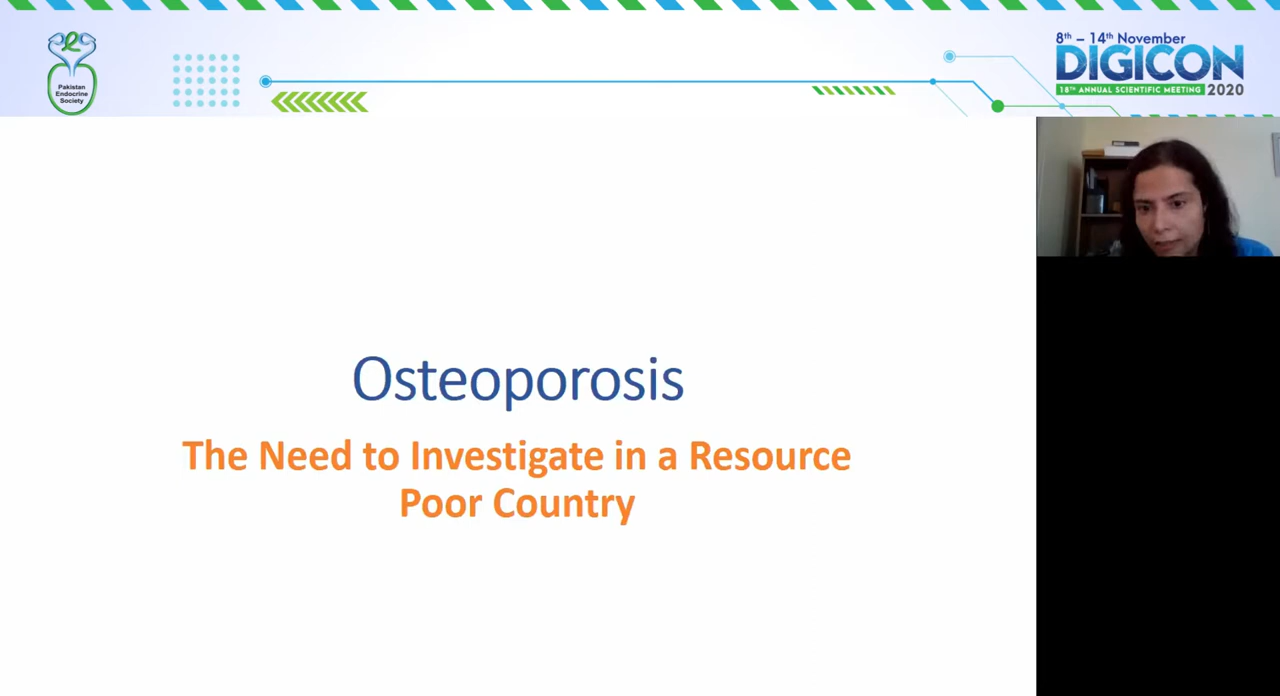 Pakistan
Endocrine
Society
8th – 14th November
DIGICON
18TH ANNUAL SCIENTIFIC MEETING 2020
Osteoporosis
The Need to Investigate in a Resource
Poor Country